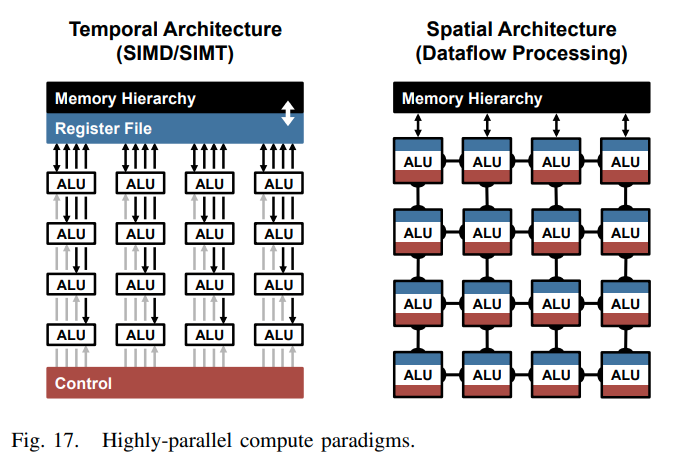 Temporal Architecture
(SIMD/SIMT)
Spatial Architecture
(Dataflow Processing)
Memory Hierarchy
Register File
ALU ALU ALU ALU
ALU ALU ALU ALU
ALU ALU ALU ALU
ALU ALU ALU ALU
Control
Memory Hierarchy
ALU ALU ALU ALU
ALU ALU ALU ALU
ALU ALU ALU ALU
ALU ALU ALU ALU
Fig. 17. Highly-parallel compute paradigms.